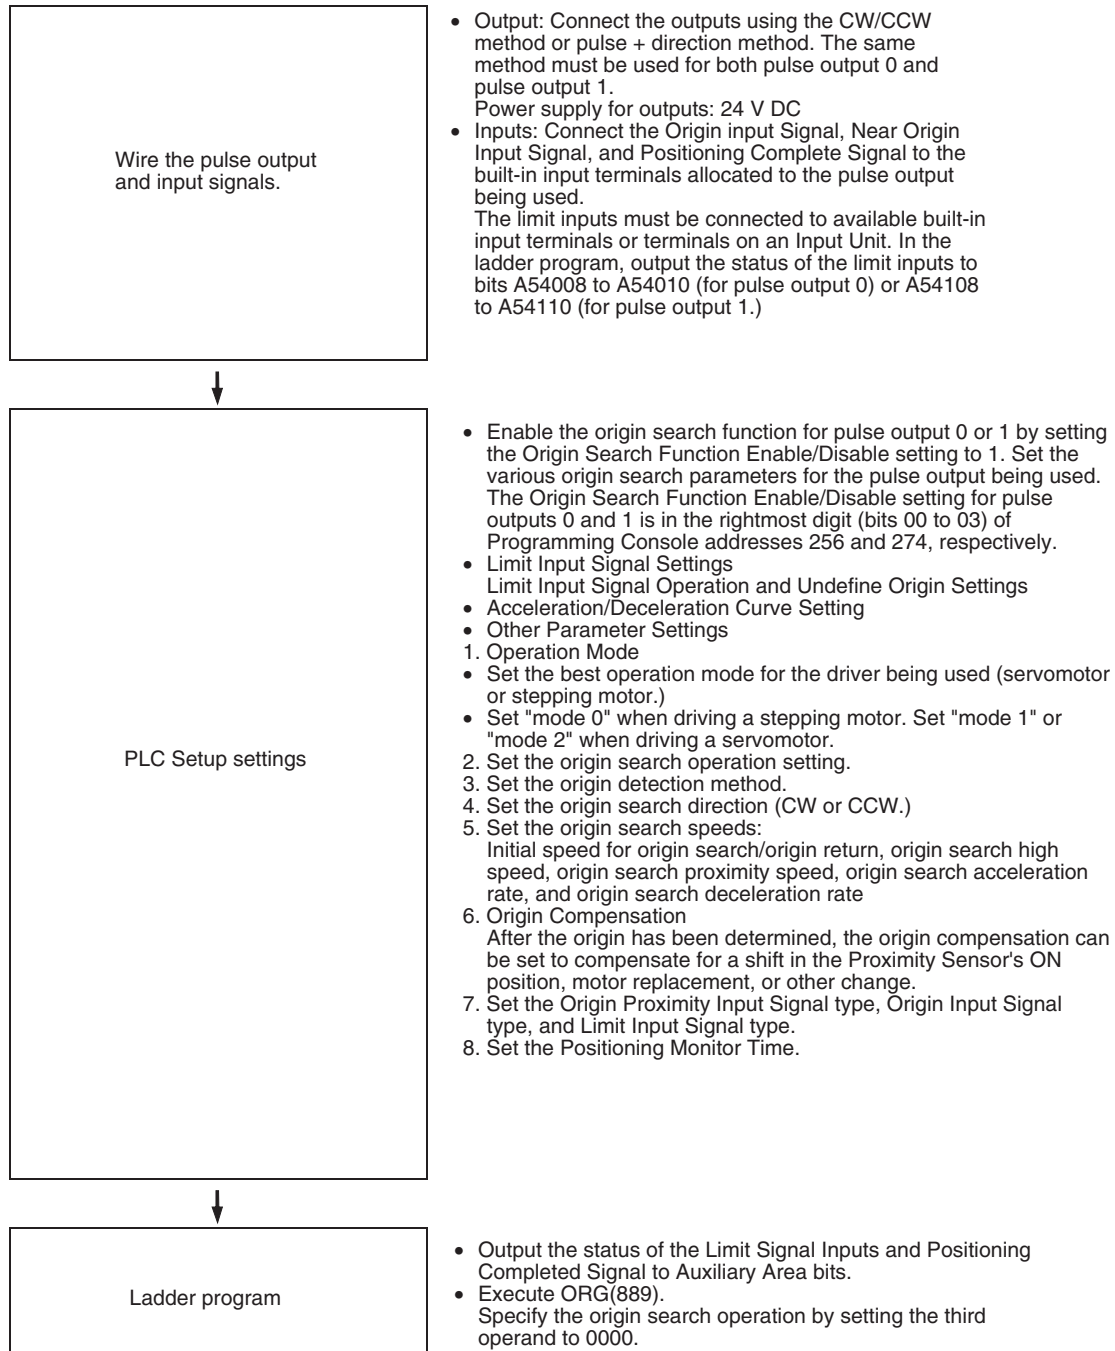 Wire the pulse output
and input signals.
• Output: Connect the outputs using the CW/CCW
method or pulse + direction method. The same
method must be used for both pulse output 0 and
pulse output 1.
Power supply for outputs: 24 V DC
• Inputs: Connect the Origin input Signal, Near Origin
Input Signal, and Positioning Complete Signal to the
built-in input terminals allocated to the pulse output
being used.
The limit inputs must be connected to available built-in
input terminals or terminals on an Input Unit. In the
ladder program, output the status of the limit inputs to
bits A54008 to A54010 (for pulse output 0) or A54108
to A54110 (for pulse output 1.)
PLC Setup settings
• Enable the origin search function for pulse output 0 or 1 by setting
the Origin Search Function Enable/Disable setting to 1. Set the
various origin search parameters for the pulse output being used.
The Origin Search Function Enable/Disable setting for pulse
outputs 0 and 1 is in the rightmost digit (bits 00 to 03) of
Programming Console addresses 256 and 274, respectively.
• Limit Input Signal Settings
Limit Input Signal Operation and Undefine Origin Settings
• Acceleration/Deceleration Curve Setting
• Other Parameter Settings
1. Operation Mode
• Set the best operation mode for the driver being used (servomotor
or stepping motor.)
• Set "mode 0" when driving a stepping motor. Set "mode 1" or
"mode 2" when driving a servomotor.
2. Set the origin search operation setting.
3. Set the origin detection method.
4. Set the origin search direction (CW or CCW.)
5. Set the origin search speeds:
Initial speed for origin search/origin return, origin search high
speed, origin search proximity speed, origin search acceleration
rate, and origin search deceleration rate
6. Origin Compensation
After the origin has been determined, the origin compensation can
be set to compensate for a shift in the Proximity Sensor's ON
position, motor replacement, or other change.
7. Set the Origin Proximity Input Signal type, Origin Input Signal
type, and Limit Input Signal type.
8. Set the Positioning Monitor Time.
Ladder program
• Output the status of the Limit Signal Inputs and Positioning
Completed Signal to Auxiliary Area bits.
• Execute ORG(889).
Specify the origin search operation by setting the third
operand to 0000.